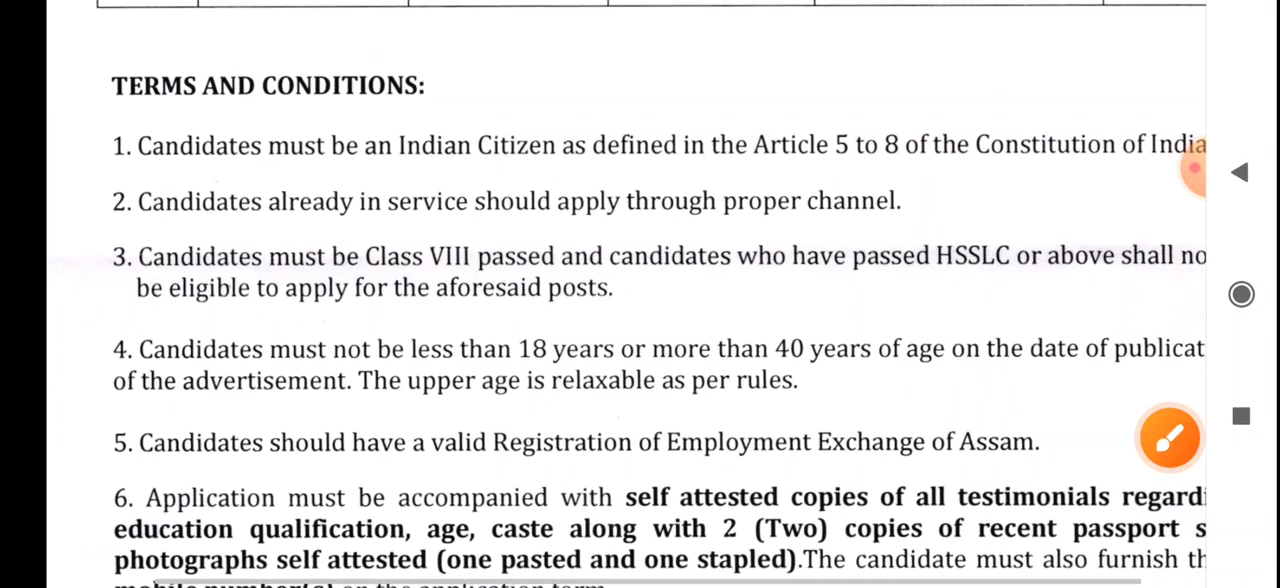 TERMS AND CONDITIONS:
1. Candidates must be an Indian Citizen as defined in the Article 5 to 8 of the Constitution of India
2. Candidates already in service should apply through proper channel.
3. Candidates must be Class VIII passed and candidates who have passed HSSLC or above shall no
be eligible to apply for the aforesaid posts.
4. Candidates must not be less than 18 years or more than 40 years of age on the date of publicat
of the advertisement. The upper age is relaxable as per rules.
5. Candidates should have a valid Registration of Employment Exchange of Assam.
6. Application must be accompanied with self attested copies of all testimonials regardi
education qualification, age, caste along with 2 (Two) copies of recent passport s
photographs self attested (one pasted and one stapled).The candidate must also furnish th